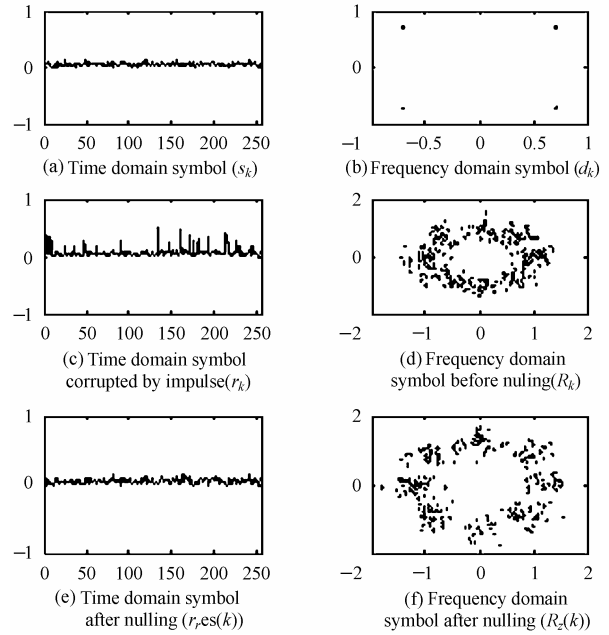 1
0
−1
0 50 100 150 200 250
(a) Time domain symbol (sk)
1
0
−1
−1 −0.5 0 0.5 1
(b) Frequency domain symbol (dk)
1
0
−1
0 50 100 150 200 250
(c) Time domain symbol
corrupted by impulse(rk)
2
0
−2
−1 0 1 2
(d) Frequency domain
symbol before nuling(Rk)
1
0
−1
0 50 100 150 200 250
(e) Time domain symbol
after nulling (rres(k))
2
0
−2
−1 0 1 2
(f) Frequency domain
symbol after nulling (Rz(k))